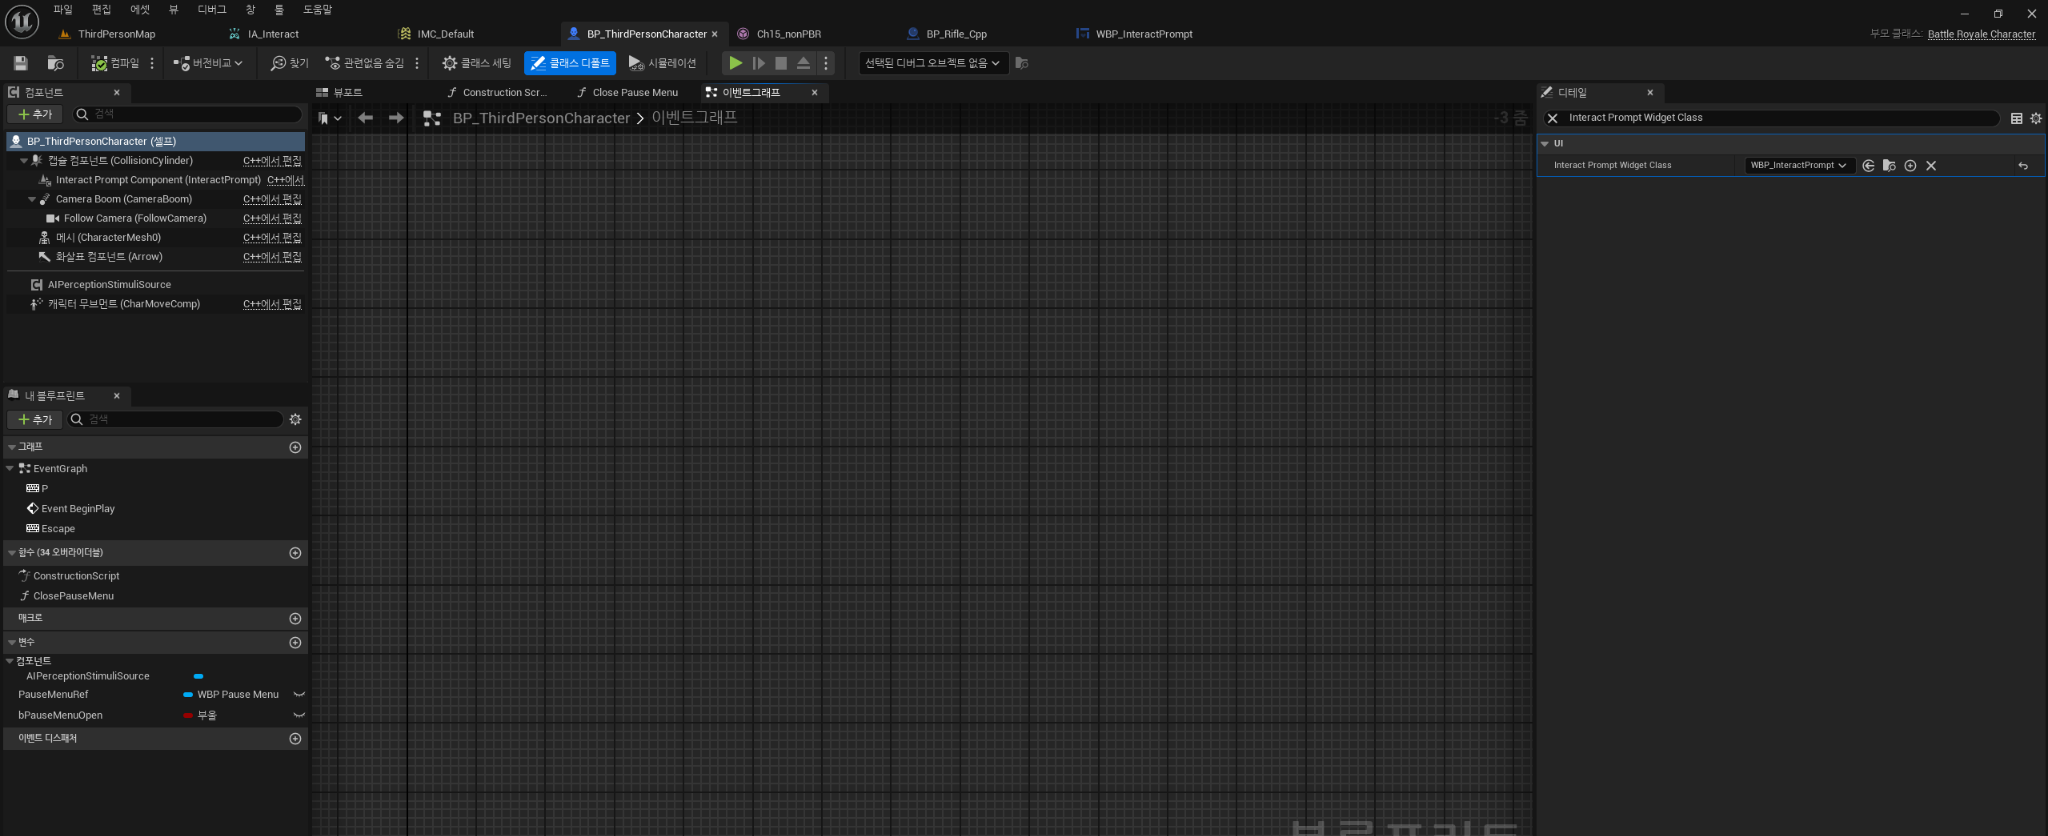 파일 편집 에셋 뷰 디버그 창 툴 도움말
ThirdPersonMap IA_Interact IMC_Default BP_ThirdPersonCharacter Ch15_nonPBR BP_Rifle_Cpp WBP_InteractPrompt
부모 클래스: Battle Royale Character
컴파일 버전비교 찾기 관련없음 숨김 클래스 세팅 클래스 디폴트 시뮬레이션 선택된 디버그 오브젝트 없음
컴포넌트
뷰포트 Construction Scr... Close Pause Menu 이벤트그래프
디테일
추가 검색
BP_ThirdPersonCharacter > 이벤트그래프
-3 줌
Interact Prompt Widget Class
BP_ThirdPersonCharacter (셀프)
캡슐 컴포넌트 (CollisionCylinder) C++에서 편집
Interact Prompt Component (InteractPrompt) C++에서
Camera Boom (CameraBoom) C++에서 편집
Follow Camera (FollowCamera) C++에서 편집
메시 (CharacterMesh0) C++에서 편집
화살표 컴포넌트 (Arrow) C++에서 편집
AIPerceptionStimuliSource
캐릭터 무브먼트 (CharMoveComp) C++에서 편집
UI
Interact Prompt Widget Class WBP_InteractPrompt
내 블루프린트
추가 검색
그래프
EventGraph
P
Event BeginPlay
Escape
함수 (34 오버라이더블)
ConstructionScript
ClosePauseMenu
매크로
변수
컴포넌트
AIPerceptionStimuliSource
PauseMenuRef WBP Pause Menu
bPauseMenuOpen 부울
이벤트 디스패처
블루프린트